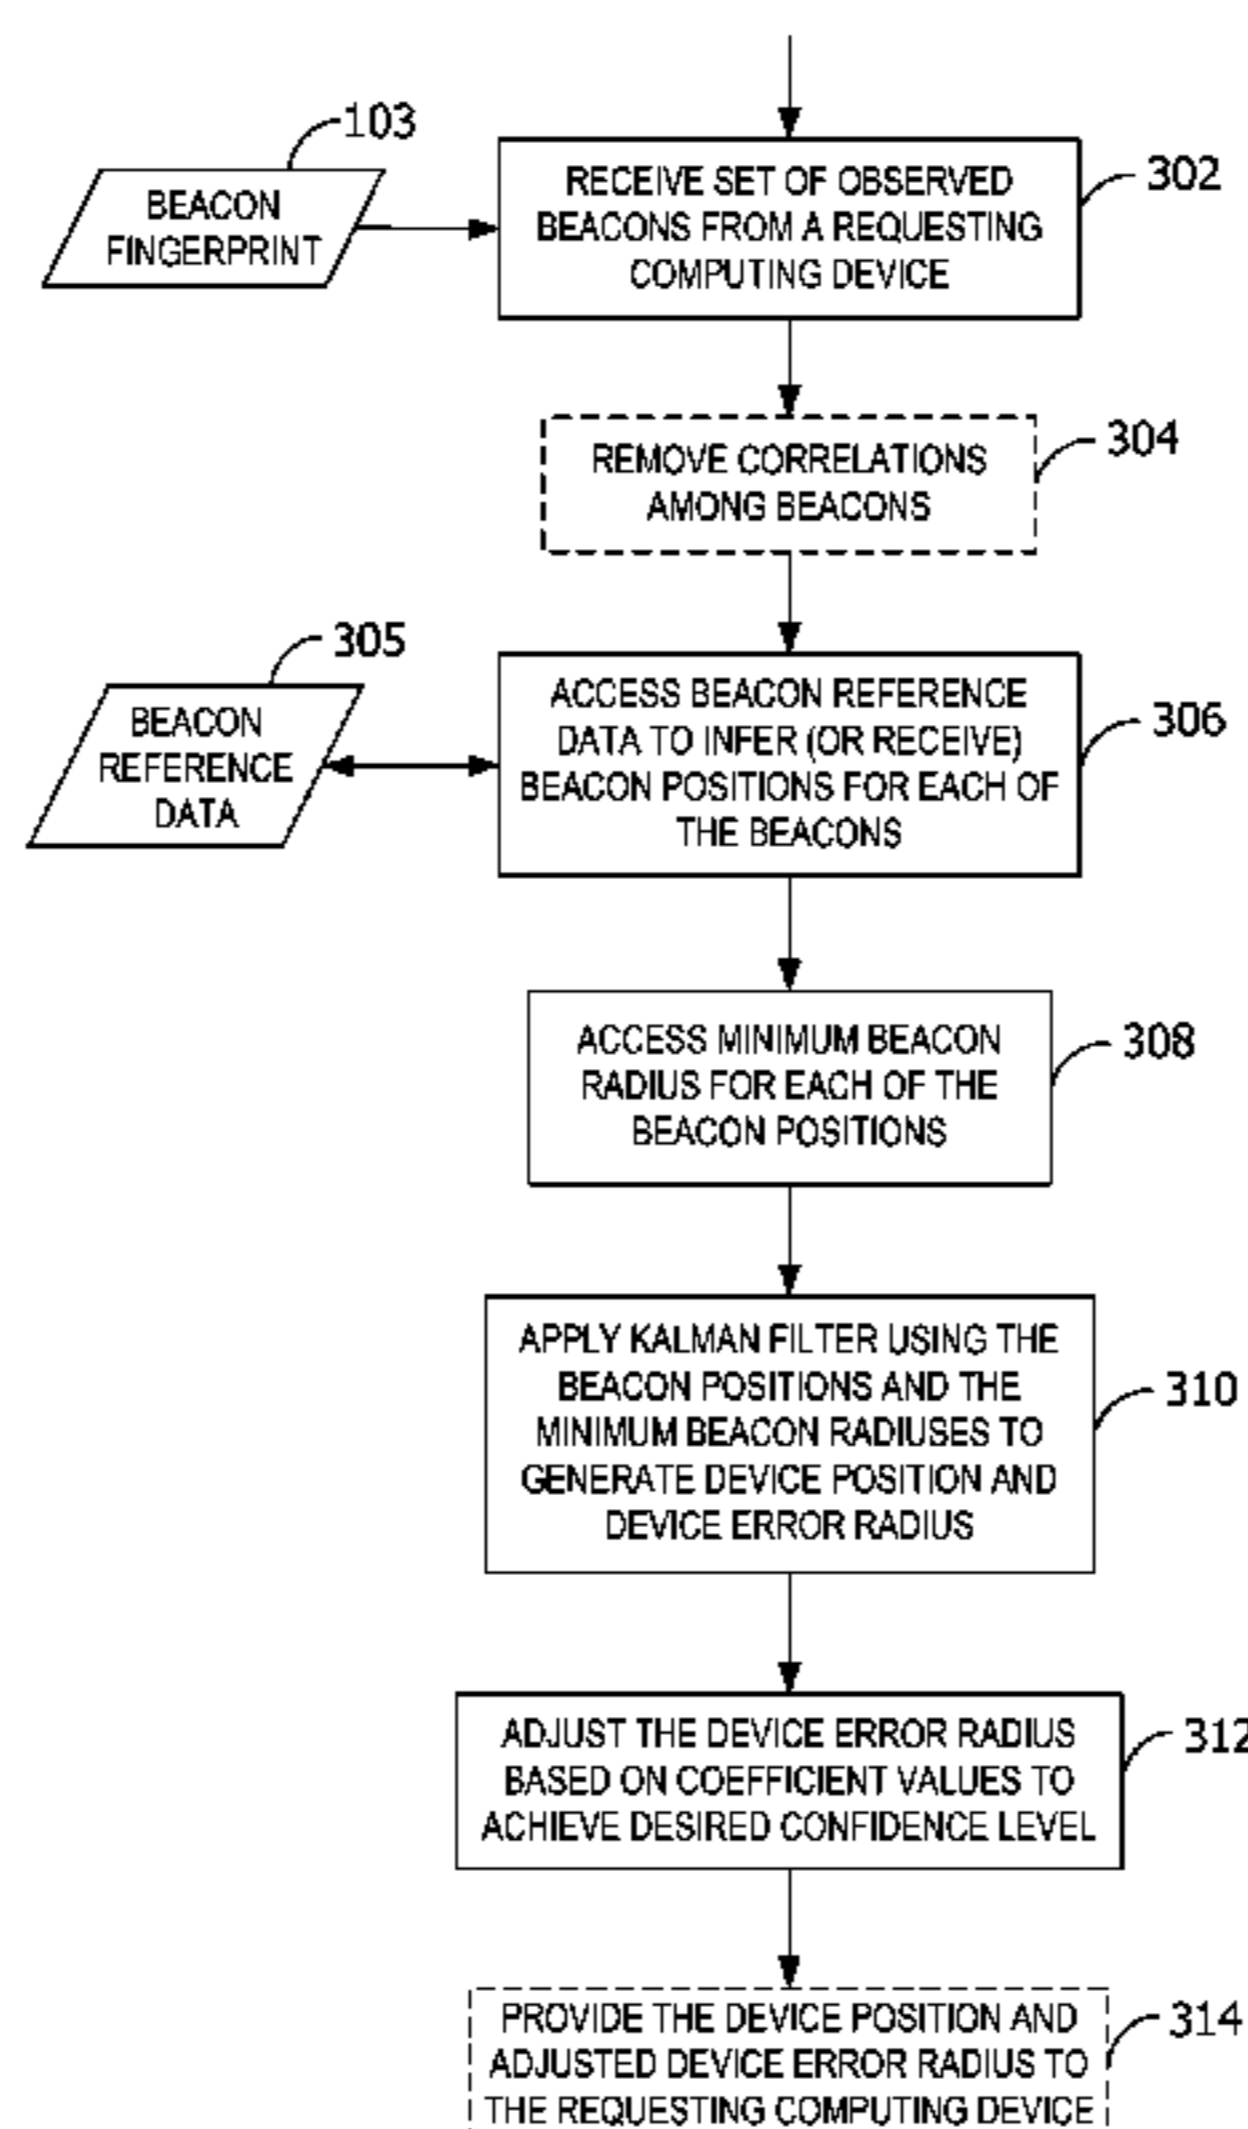 103
BEACON
FINGERPRINT
RECEIVE SET OF OBSERVED
BEACONS FROM A REQUESTING
COMPUTING DEVICE
302
REMOVE CORRELATIONS
AMONG BEACONS
304
305
BEACON
REFERENCE
DATA
ACCESS BEACON REFERENCE
DATA TO INFER (OR RECEIVE)
BEACON POSITIONS FOR EACH OF
THE BEACONS
306
ACCESS MINIMUM BEACON
RADIUS FOR EACH OF THE
BEACON POSITIONS
308
APPLY KALMAN FILTER USING THE
BEACON POSITIONS AND THE
MINIMUM BEACON RADIUSES TO
GENERATE DEVICE POSITION AND
DEVICE ERROR RADIUS
310
ADJUST THE DEVICE ERROR RADIUS
BASED ON COEFFICIENT VALUES TO
ACHIEVE DESIRED CONFIDENCE LEVEL
312
PROVIDE THE DEVICE POSITION AND
ADJUSTED DEVICE ERROR RADIUS TO
THE REQUESTING COMPUTING DEVICE
314